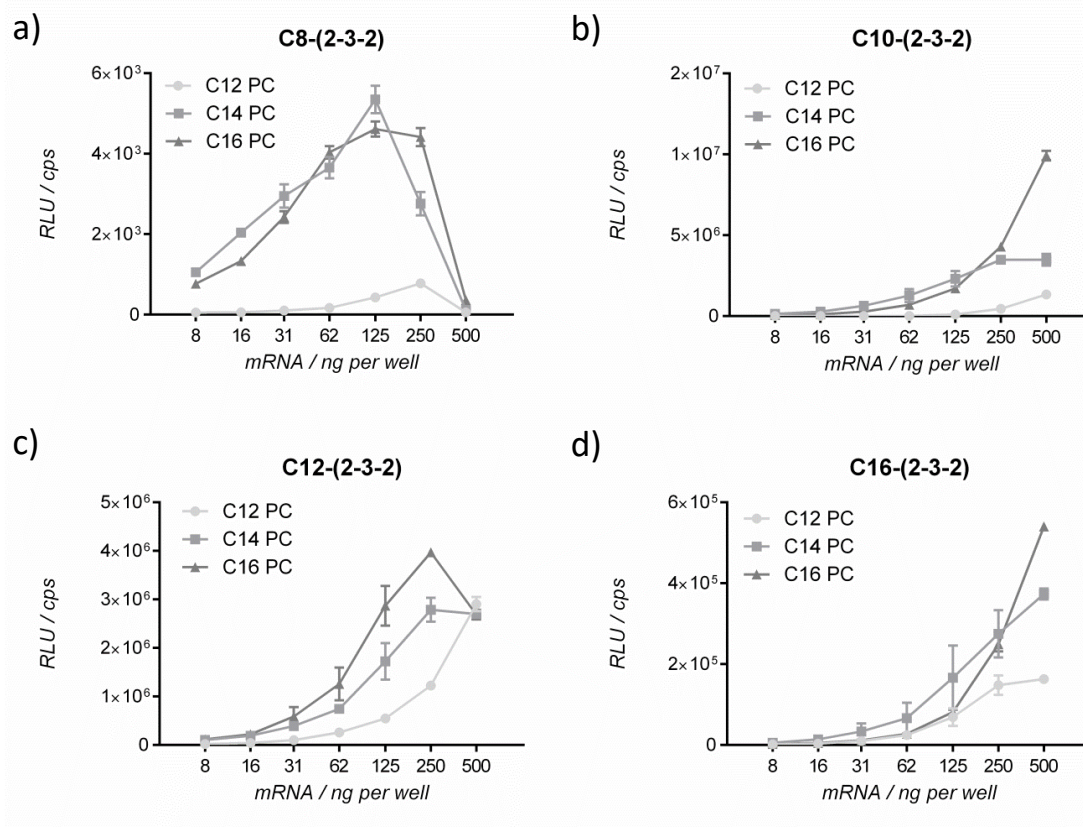 a)
C8-(2-3-2)
6×10³
4×10³
2×10³
0
RLU / cps
C12 PC
C14 PC
C16 PC
8 16 31 62 125 250 500
mRNA / ng per well
b)
C10-(2-3-2)
2×10⁷
1×10⁷
5×10⁶
0
RLU / cps
C12 PC
C14 PC
C16 PC
8 16 31 62 125 250 500
mRNA / ng per well
c)
C12-(2-3-2)
5×10⁶
4×10⁶
3×10⁶
2×10⁶
1×10⁶
0
RLU / cps
C12 PC
C14 PC
C16 PC
8 16 31 62 125 250 500
mRNA / ng per well
d)
C16-(2-3-2)
6×10⁵
4×10⁵
2×10⁵
0
RLU / cps
C12 PC
C14 PC
C16 PC
8 16 31 62 125 250 500
mRNA / ng per well